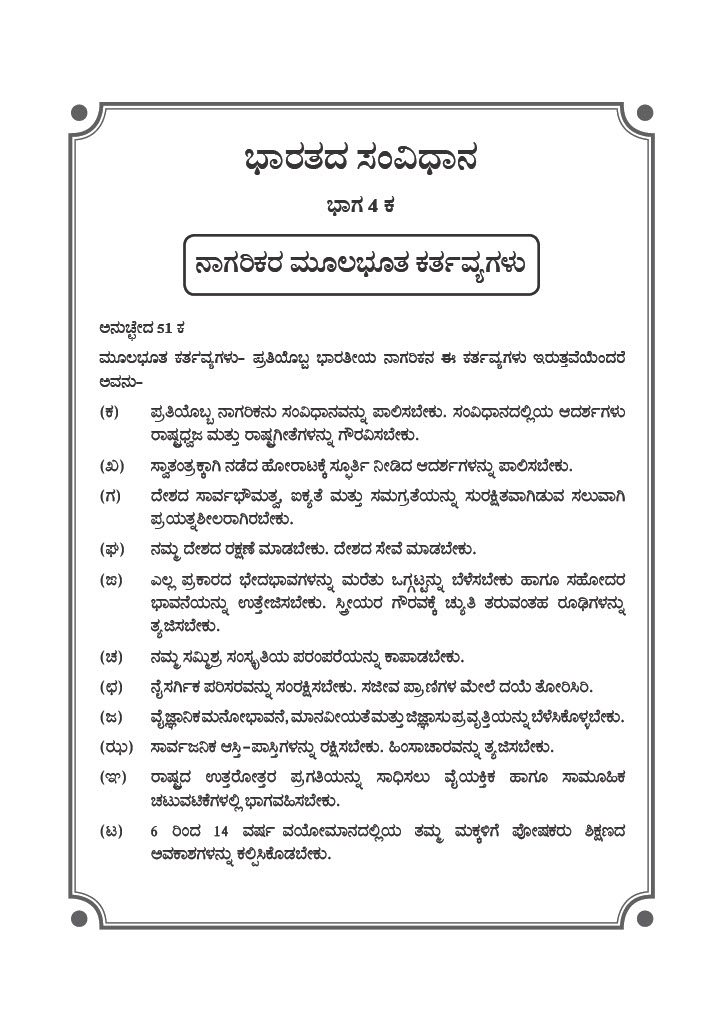 ಭಾರತದ ಸಂವಿಧಾನ
ಭಾಗ 4 ಕ
ನಾಗರಿಕರ ಮೂಲಭೂತ ಕರ್ತವ್ಯಗಳು
ಅನುಚ್ಛೇದ 51 ಕ
ಮೂಲಭೂತ ಕರ್ತವ್ಯಗಳು– ಪ್ರತಿಯೊಬ್ಬ ಭಾರತೀಯ ನಾಗರಿಕನ ಈ ಕರ್ತವ್ಯಗಳು ಇರುತ್ತವೆಯೆಂದರೆ
ಅವನು–
(ಕ) ಪ್ರತಿಯೊಬ್ಬ ನಾಗರಿಕನು ಸಂವಿಧಾನವನ್ನು ಪಾಲಿಸಬೇಕು. ಸಂವಿಧಾನದಲ್ಲಿಯ ಆದರ್ಶಗಳು
ರಾಷ್ಟ್ರಧ್ವಜ ಮತ್ತು ರಾಷ್ಟ್ರಗೀತೆಗಳನ್ನು ಗೌರವಿಸಬೇಕು.
(ಖ) ಸ್ವಾತಂತ್ರಕ್ಕಾಗಿ ನಡೆದ ಹೋರಾಟಕ್ಕೆ ಸ್ಫೂರ್ತಿ ನೀಡಿದ ಆದರ್ಶಗಳನ್ನು ಪಾಲಿಸಬೇಕು.
(ಗ) ದೇಶದ ಸಾರ್ವಭೌಮತ್ವ, ಐಕ್ಯತೆ ಮತ್ತು ಸಮಗ್ರತೆಯನ್ನು ಸುರಕ್ಷಿತವಾಗಿಡುವ ಸಲುವಾಗಿ
ಪ್ರಯತ್ನಶೀಲರಾಗಿರಬೇಕು.
(ಘ) ನಮ್ಮ ದೇಶದ ರಕ್ಷಣೆ ಮಾಡಬೇಕು. ದೇಶದ ಸೇವೆ ಮಾಡಬೇಕು.
(ಙ) ಎಲ್ಲ ಪ್ರಕಾರದ ಭೇದಭಾವಗಳನ್ನು ಮರೆತು ಒಗ್ಗಟ್ಟನ್ನು ಬೆಳೆಸಬೇಕು ಹಾಗೂ ಸಹೋದರ
ಭಾವನೆಯನ್ನು ಉತ್ತೇಜಿಸಬೇಕು. ಸ್ತ್ರೀಯರ ಗೌರವಕ್ಕೆ ಚ್ಯುತಿ ತರುವಂತಹ ರೂಢಿಗಳನ್ನು
ತ್ಯಜಿಸಬೇಕು.
(ಚ) ನಮ್ಮ ಸಮ್ಮಿಶ್ರ ಸಂಸ್ಕೃತಿಯ ಪರಂಪರೆಯನ್ನು ಕಾಪಾಡಬೇಕು.
(ಛ) ನೈಸರ್ಗಿಕ ಪರಿಸರವನ್ನು ಸಂರಕ್ಷಿಸಬೇಕು. ಸಜೀವ ಪ್ರಾಣಿಗಳ ಮೇಲೆ ದಯೆ ತೋರಿಸಿರಿ.
(ಜ) ವೈಜ್ಞಾನಿಕ ಮನೋಭಾವನೆ, ಮಾನವೀಯತೆ ಮತ್ತು ಜಿಜ್ಞಾಸು ಪ್ರವೃತ್ತಿಯನ್ನು ಬೆಳೆಸಿಕೊಳ್ಳಬೇಕು.
(ಝ) ಸಾರ್ವಜನಿಕ ಆಸ್ತಿ–ಪಾಸ್ತಿಗಳನ್ನು ರಕ್ಷಿಸಬೇಕು. ಹಿಂಸಾಚಾರವನ್ನು ತ್ಯಜಿಸಬೇಕು.
(ಞ) ರಾಷ್ಟ್ರದ ಉತ್ತರೋತ್ತರ ಪ್ರಗತಿಯನ್ನು ಸಾಧಿಸಲು ವೈಯಕ್ತಿಕ ಹಾಗೂ ಸಾಮೂಹಿಕ
ಚಟುವಟಿಕೆಗಳಲ್ಲಿ ಭಾಗವಹಿಸಬೇಕು.
(ಟ) 6 ರಿಂದ 14 ವರ್ಷ ವಯೋಮಾನದಲ್ಲಿಯ ತಮ್ಮ ಮಕ್ಕಳಿಗೆ ಪೋಷಕರು ಶಿಕ್ಷಣದ
ಅವಕಾಶಗಳನ್ನು ಕಲ್ಪಿಸಿಕೊಡಬೇಕು.